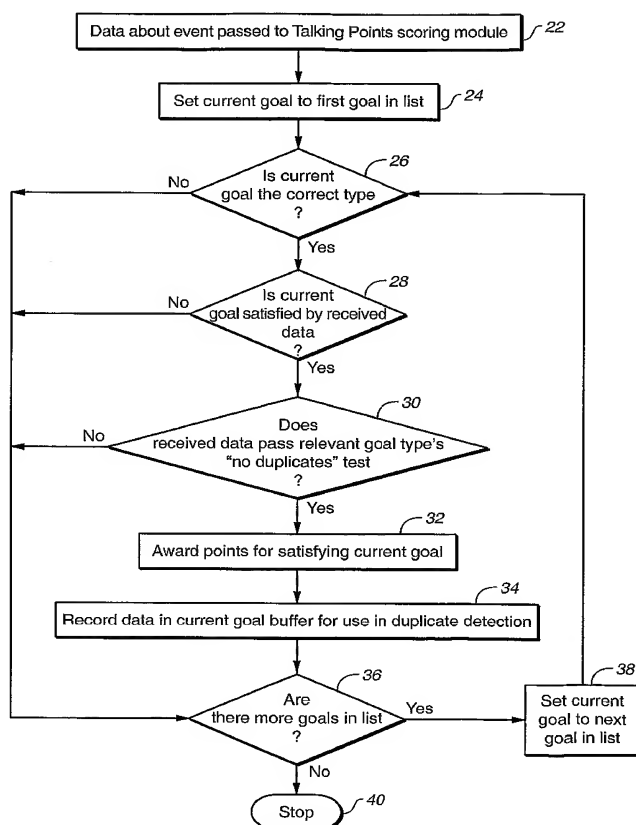 Data about event passed to Talking Points scoring module
22
Set current goal to first goal in list
24
26
Is current
goal the correct type
?
No
Yes
28
Is current
goal satisfied by received
data
?
No
Yes
30
Does
received data pass relevant goal type's
"no duplicates" test
?
No
Yes
32
Award points for satisfying current goal
34
Record data in current goal buffer for use in duplicate detection
36
Are
there more goals in list
?
Yes
No
38
Set current
goal to next
goal in list
Stop
40